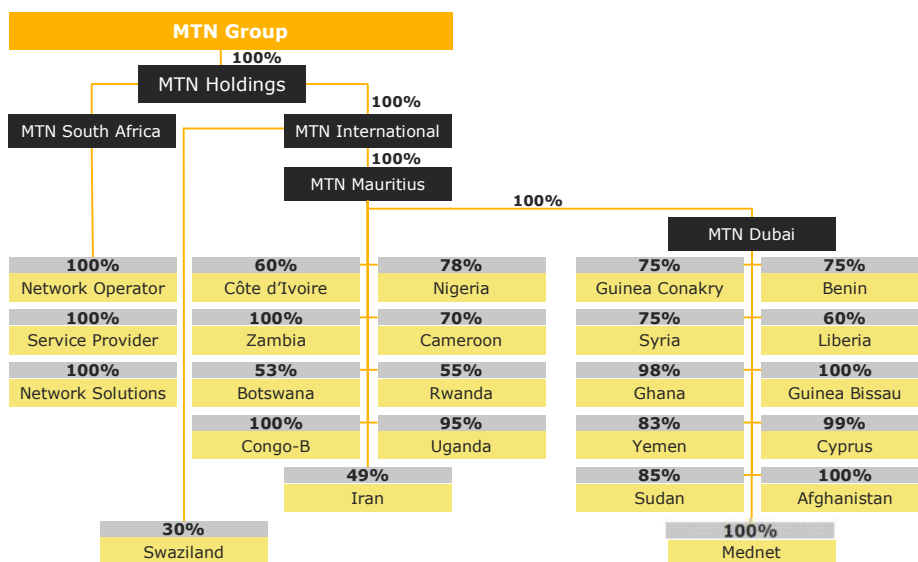 MTN Group
100%
MTN Holdings
100%
MTN South Africa
MTN International
100%
MTN Mauritius
100%
MTN Dubai
100%
Network Operator
100%
Service Provider
100%
Network Solutions
60%
Côte d’Ivoire
78%
Nigeria
100%
Zambia
70%
Cameroon
53%
Botswana
55%
Rwanda
100%
Congo-B
95%
Uganda
49%
Iran
30%
Swaziland
75%
Guinea Conakry
75%
Benin
75%
Syria
60%
Liberia
98%
Ghana
100%
Guinea Bissau
83%
Yemen
99%
Cyprus
85%
Sudan
100%
Afghanistan
100%
Mednet